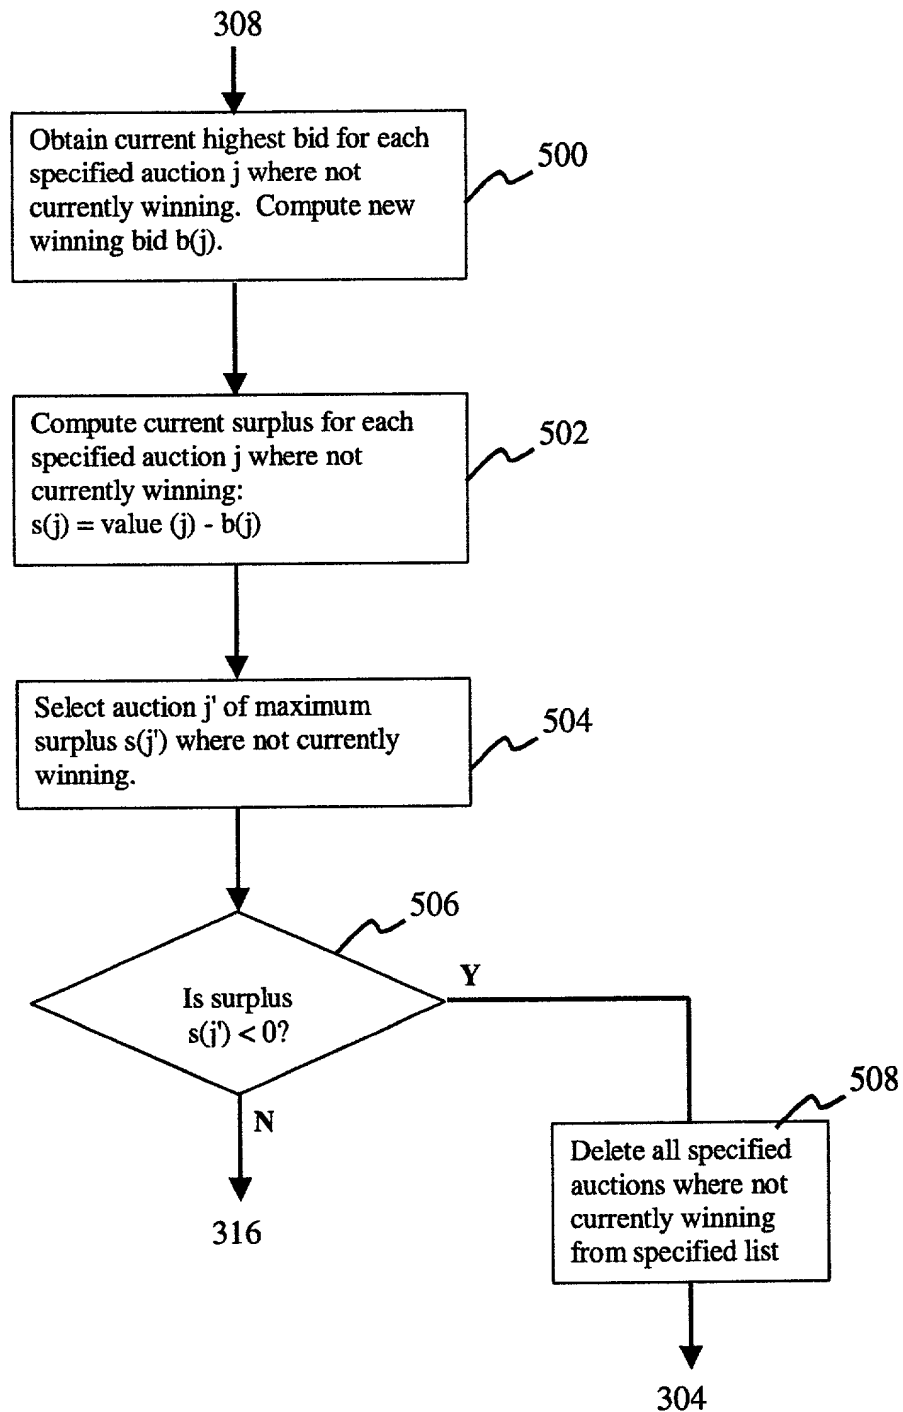 308
Obtain current highest bid for each
specified auction j where not
currently winning. Compute new
winning bid b(j).
500
Compute current surplus for each
specified auction j where not
currently winning:
s(j) = value (j) - b(j)
502
Select auction j' of maximum
surplus s(j') where not currently
winning.
504
506
Is surplus
s(j') < 0?
Y
N
316
508
Delete all specified
auctions where not
currently winning
from specified list
304